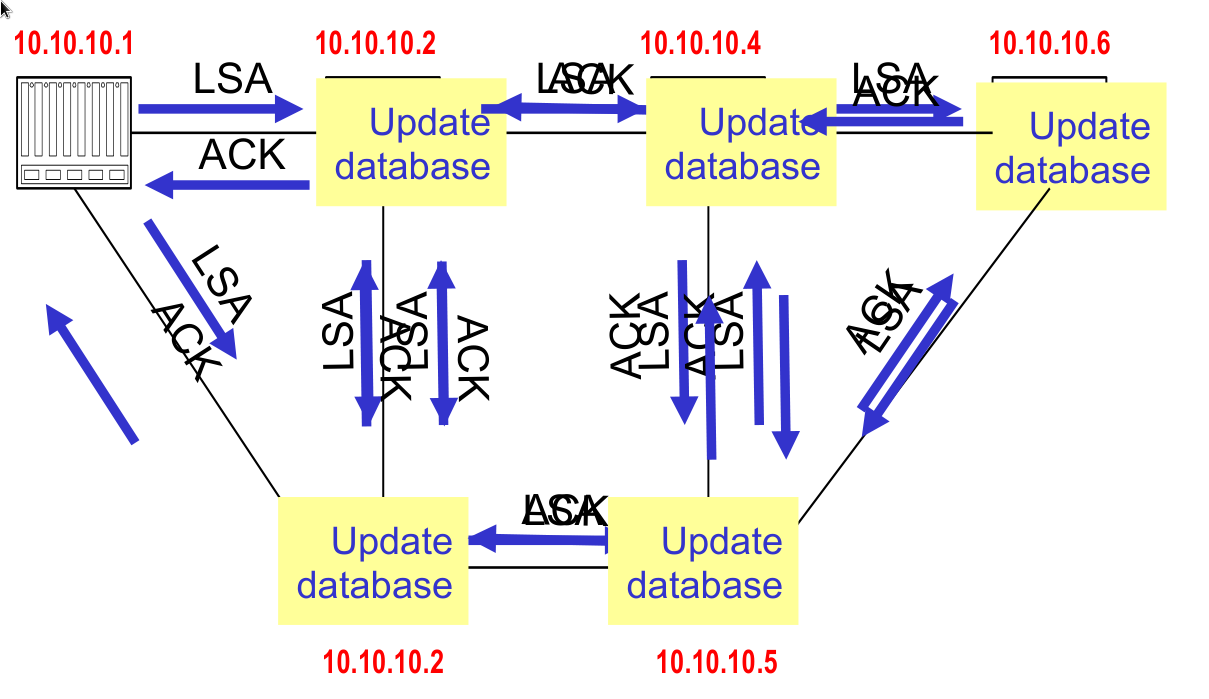 10.10.10.1
10.10.10.2
10.10.10.4
10.10.10.6
LSA
LSA
ACK
LSA
ACK
Update
database
Update
database
Update
database
ACK
LSA
ACK
LSA
ACK
LSA
ACK
ACK
LSA
ACK
LSA
ACK
LSA
LSA
ACK
Update
database
Update
database
10.10.10.2
10.10.10.5